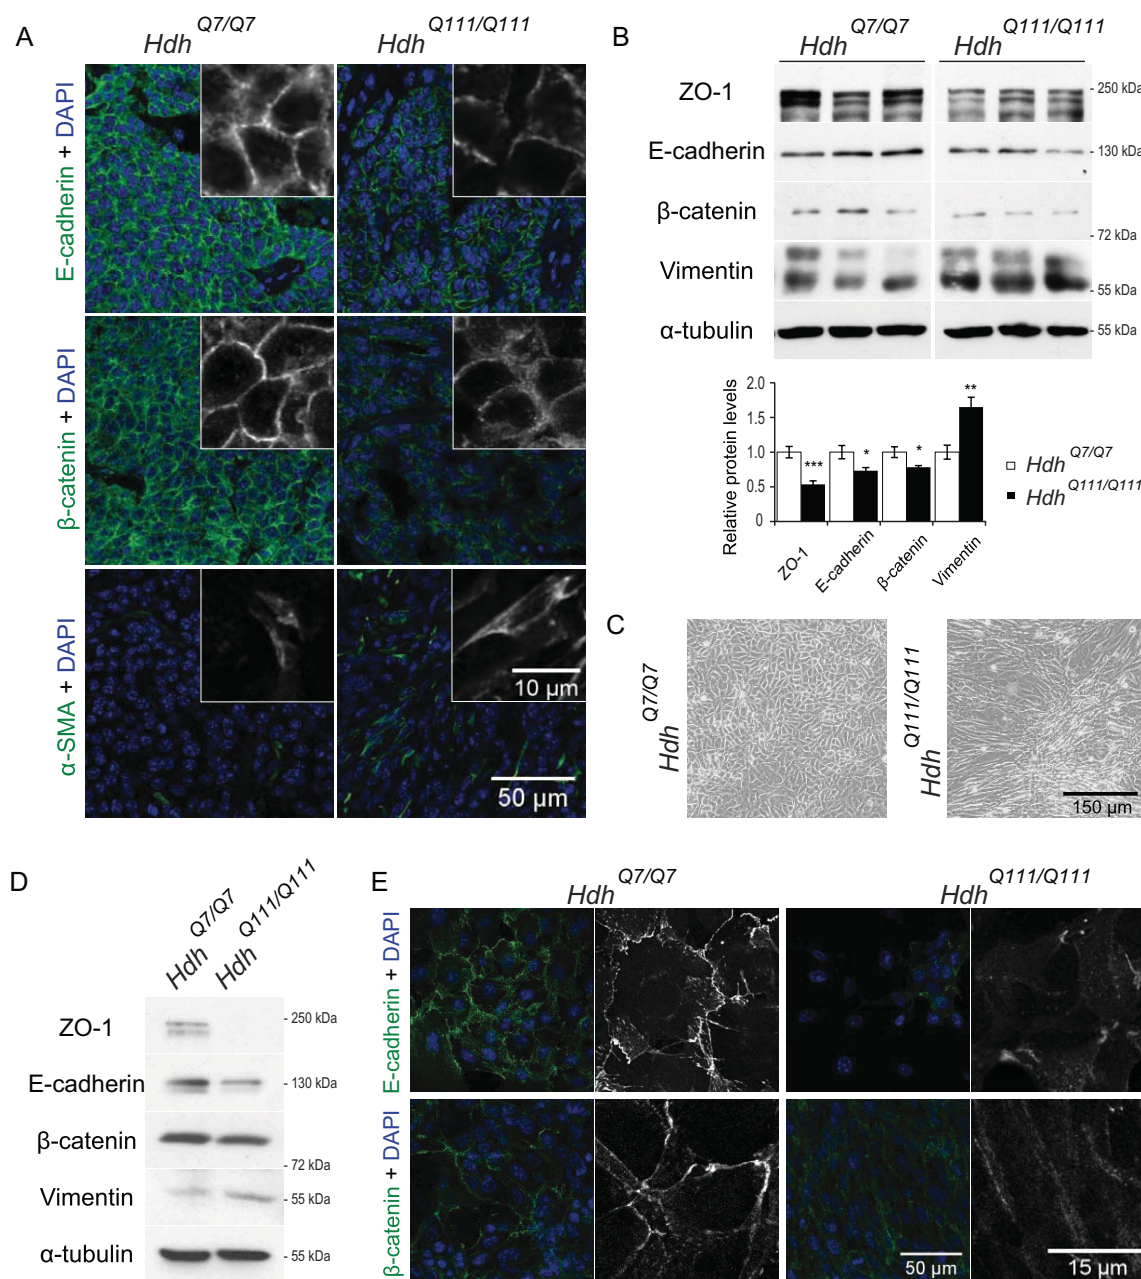 A
Hdh Q7/Q7
Hdh Q111/Q111
E-cadherin + DAPI
β-catenin + DAPI
α-SMA + DAPI
10 μm
50 μm
B
Hdh Q7/Q7
Hdh Q111/Q111
ZO-1
- 250 kDa
E-cadherin
- 130 kDa
β-catenin
- 72 kDa
Vimentin
- 55 kDa
α-tubulin
- 55 kDa
Relative protein levels
2.0
1.0
0.5
0
***
*
*
**
ZO-1
E-cadherin
β-catenin
Vimentin
Hdh Q7/Q7
Hdh Q111/Q111
C
Hdh Q7/Q7
Hdh Q111/Q111
150 μm
D
Hdh Q7/Q7
Hdh Q111/Q111
ZO-1
- 250 kDa
E-cadherin
- 130 kDa
β-catenin
- 72 kDa
Vimentin
- 55 kDa
α-tubulin
- 55 kDa
E
Hdh Q7/Q7
Hdh Q111/Q111
E-cadherin + DAPI
β-catenin + DAPI
50 μm
15 μm